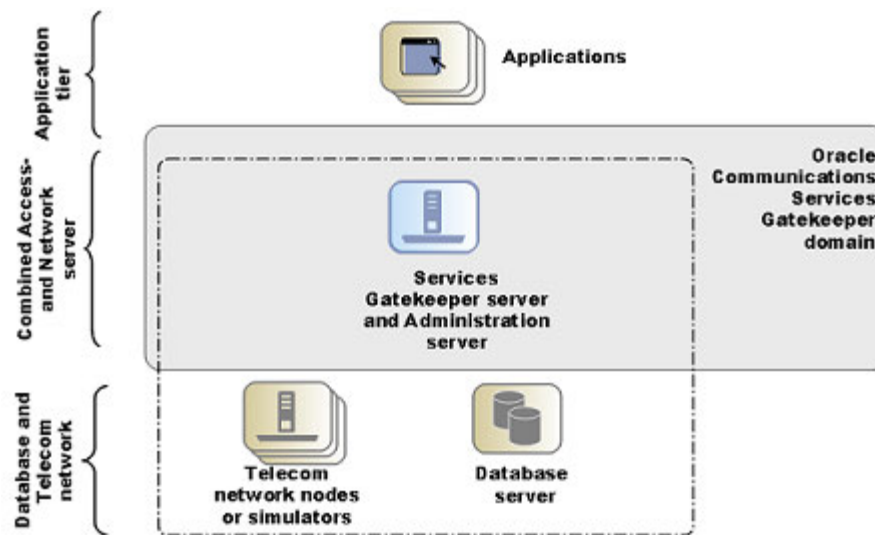 Application
tier
Applications
Combined Access-
and Network
server
Oracle
Communications
Services
Gatekeeper
domain
Services
Gatekeeper server
and Administration
server
Database and
Telecom
network
Telecom
network nodes
or simulators
Database
server